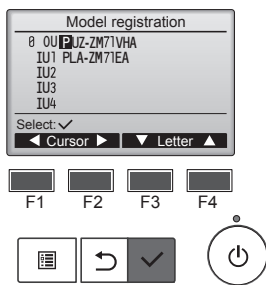 Model registration
0 OU PUZ-ZM71VHA
IU1 PLA-ZM71EA
IU2
IU3
IU4
Select:✓
◀ Cursor ▶ ▼ Letter ▲
F1 F2 F3 F4